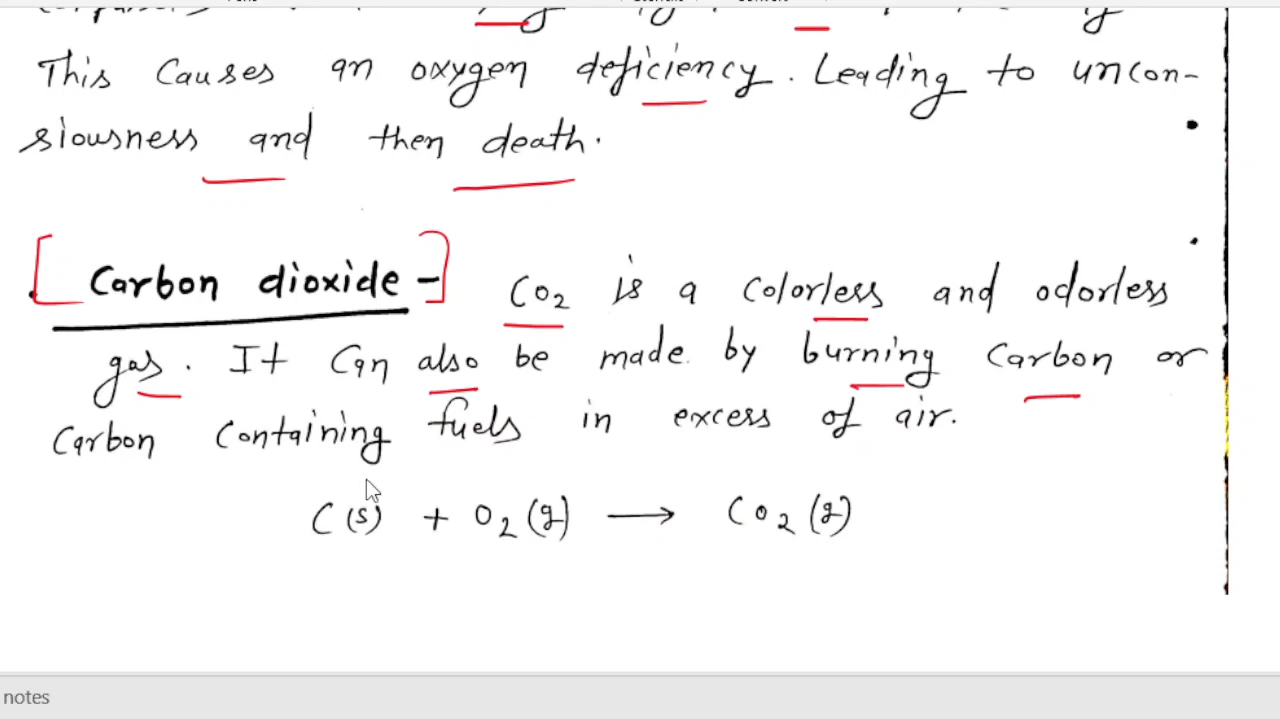 This causes an oxygen deficiency. Leading to uncon-
siousness and then death.
Carbon dioxide - CO2 is a colorless and odorless
gas. It can also be made by burning carbon or
carbon containing fuels in excess of air.
C(s) + O2(g) → CO2(g)
notes